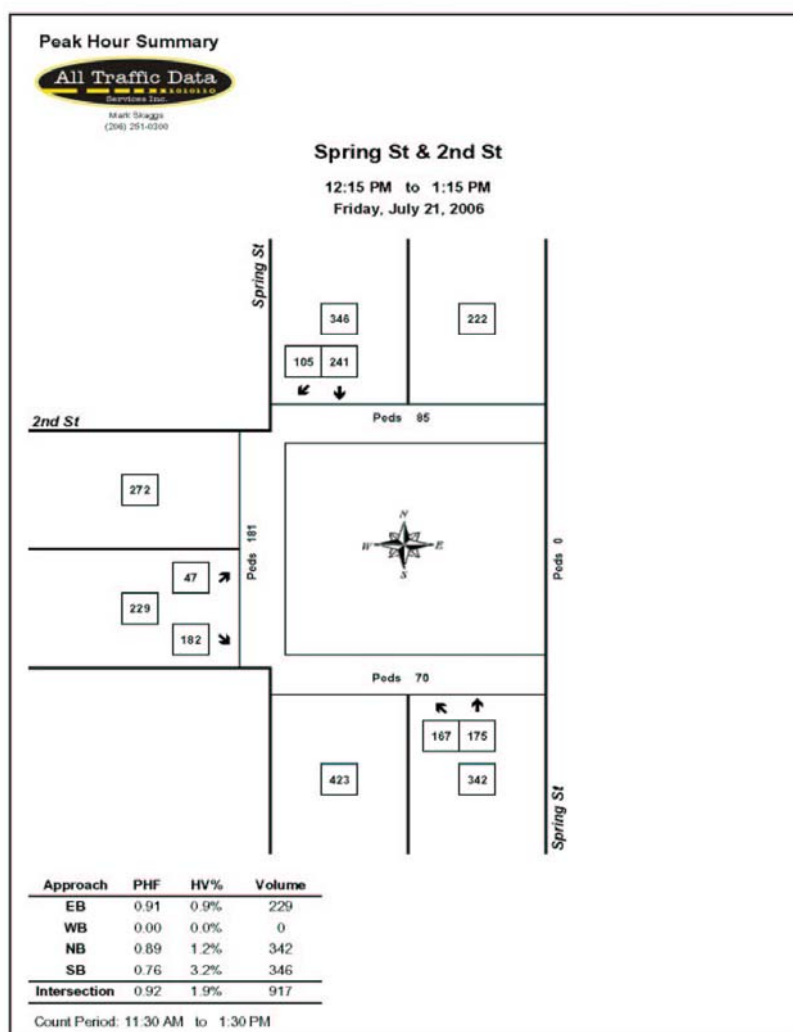 Peak Hour Summary
All Traffic Data
Services Inc.
Mark Skaggs
(206) 251-0300
Spring St & 2nd St
12:15 PM to 1:15 PM
Friday, July 21, 2006
Spring St
346
222
105 241
Peds 85
2nd St
272
Peds 181
N
W E
S
Peds 0
47
229
182
Peds 70
167 175
423
342
Spring St
Approach PHF HV% Volume
EB 0.91 0.9% 229
WB 0.00 0.0% 0
NB 0.89 1.2% 342
SB 0.76 3.2% 346
Intersection 0.92 1.9% 917
Count Period: 11:30 AM to 1:30 PM